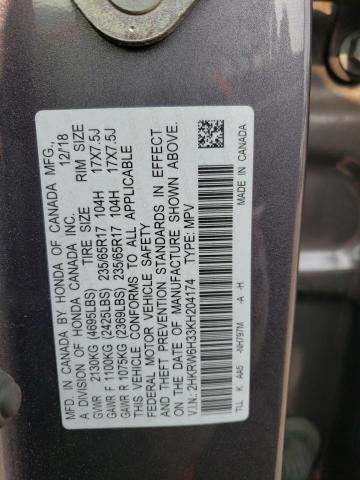 MFD. IN CANADA BY HONDA OF CANADA MFG.,
A DIVISION OF HONDA CANADA INC. 12/18
TIRE SIZE RIM SIZE
GVWR 2130KG (4695LBS)
GAWR F 1100KG (2425LBS) 235/65R17 104H 17X7.5J
GAWR R 1075KG (2369LBS) 235/65R17 104H 17X7.5J
THIS VEHICLE CONFORMS TO ALL APPLICABLE
FEDERAL MOTOR VEHICLE SAFETY
AND THEFT PREVENTION STANDARDS IN EFFECT
ON THE DATE OF MANUFACTURE SHOWN ABOVE.
V.I.N.: 2HKRW6H33KH204174 TYPE: MPV
TLL K AA5 -NH797M -A -H
MADE IN CANADA